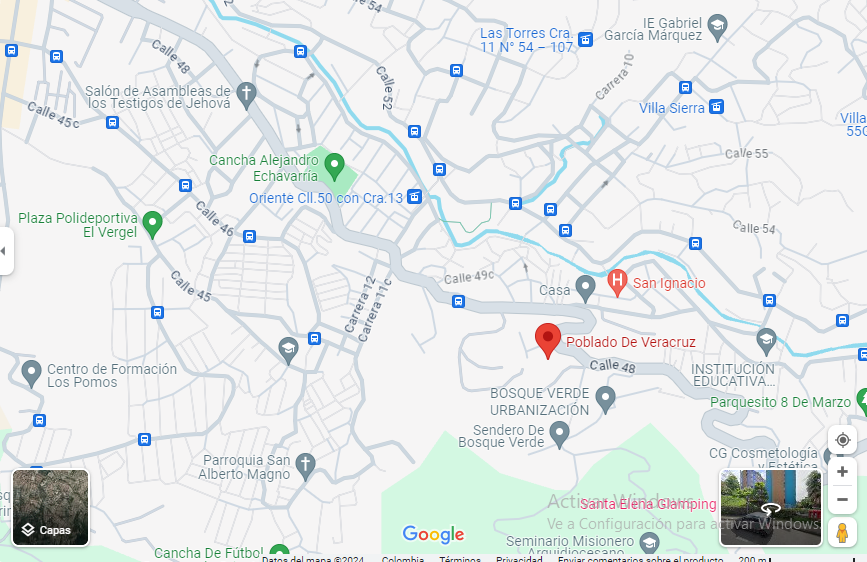 IE Gabriel
García Márquez
Las Torres Cra.
11 N° 54 – 107
Calle 48
Calle 52
Carrera 10
Salón de Asambleas de
los Testigos de Jehová
Calle 45c
Villa Sierra
Villa
Calle 55
Cancha Alejandro
Echavarría
Oriente Cll.50 con Cra.13
Plaza Polideportiva
El Vergel
Calle 46
Calle 54
Calle 45
Calle 49c
Casa
San Ignacio
Carrera 12
Carrera 11c
Poblado De Veracruz
Calle 48
INSTITUCIÓN
EDUCATIVA...
Centro de Formación
Los Pomos
BOSQUE VERDE
URBANIZACIÓN
Parquesito 8 De Marzo
Sendero De
Bosque Verde
CG Cosmetología
y Estética
Parroquia San
Alberto Magno
Activar Windows
Santa Elena Glamping
Ve a Configuración para activar Windows.
Capas
Google
Seminario Misionero
Arquidiocesano
Cancha De Fútbol
Datos del mapa ©2024 Colombia Términos Privacidad Enviar comentarios sobre el producto 200 m